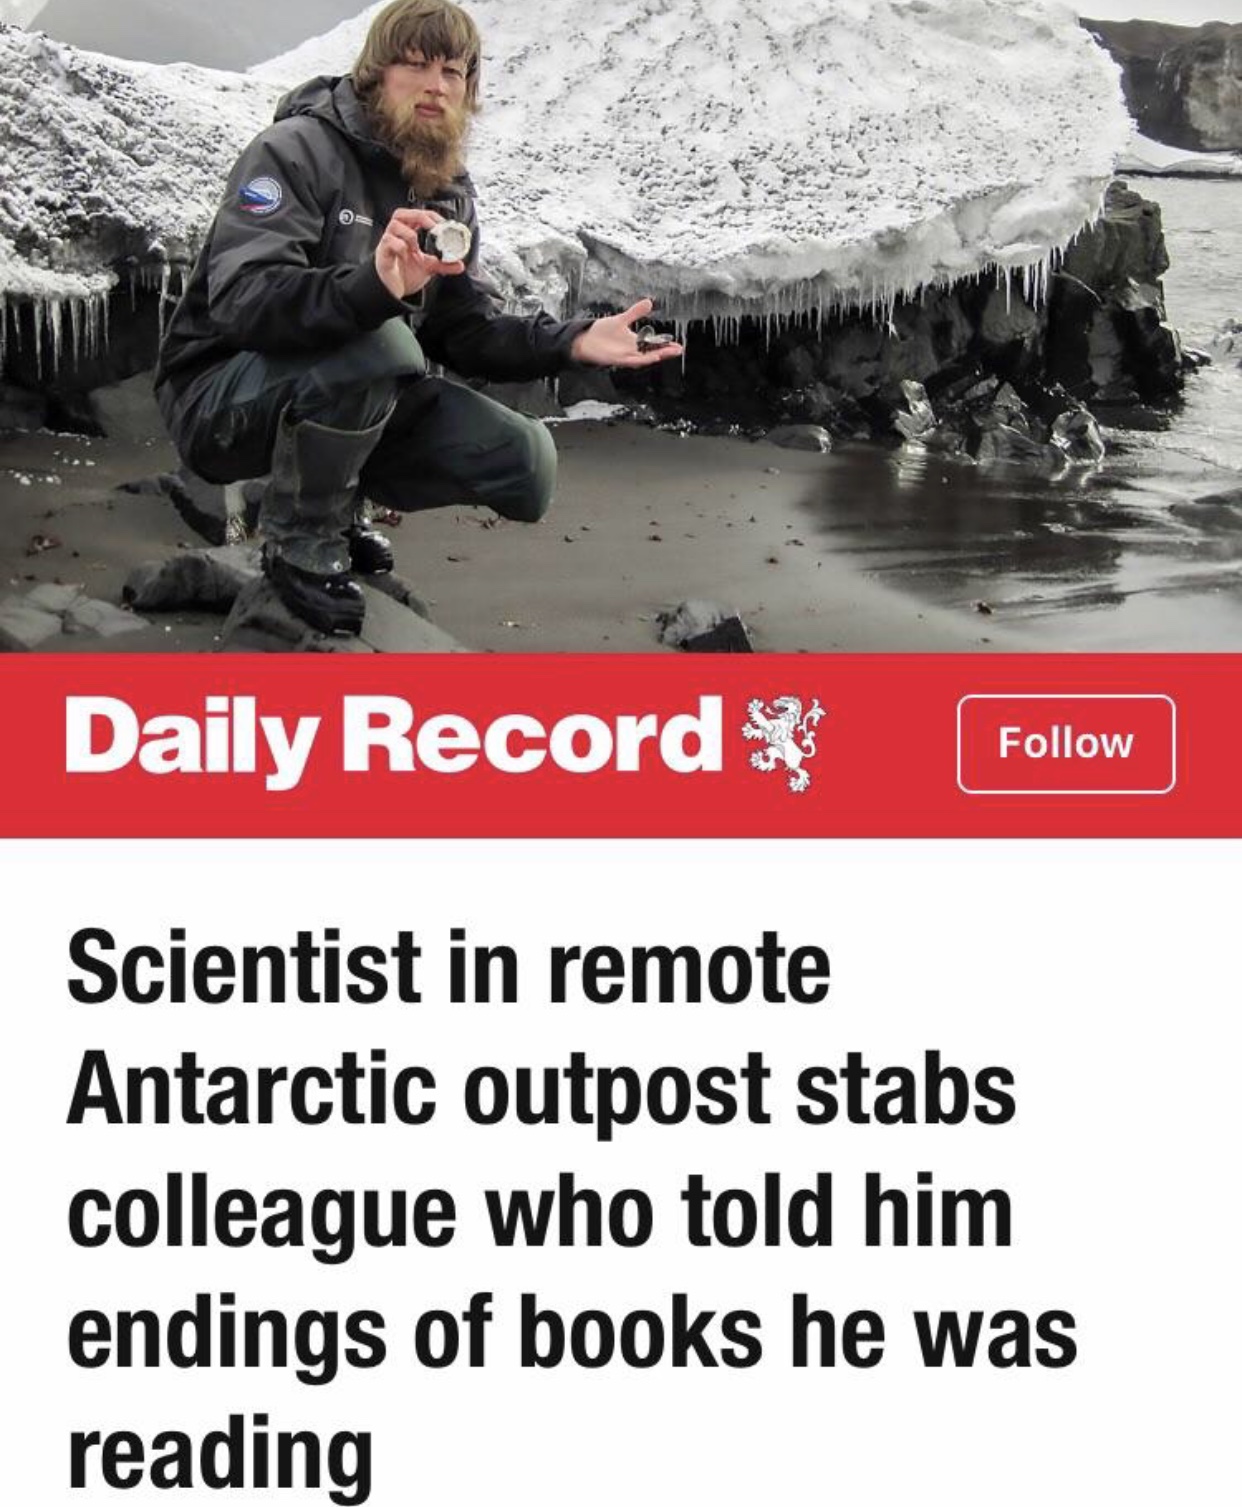 Daily Record
Follow
Scientist in remote
Antarctic outpost stabs
colleague who told him
endings of books he was
reading